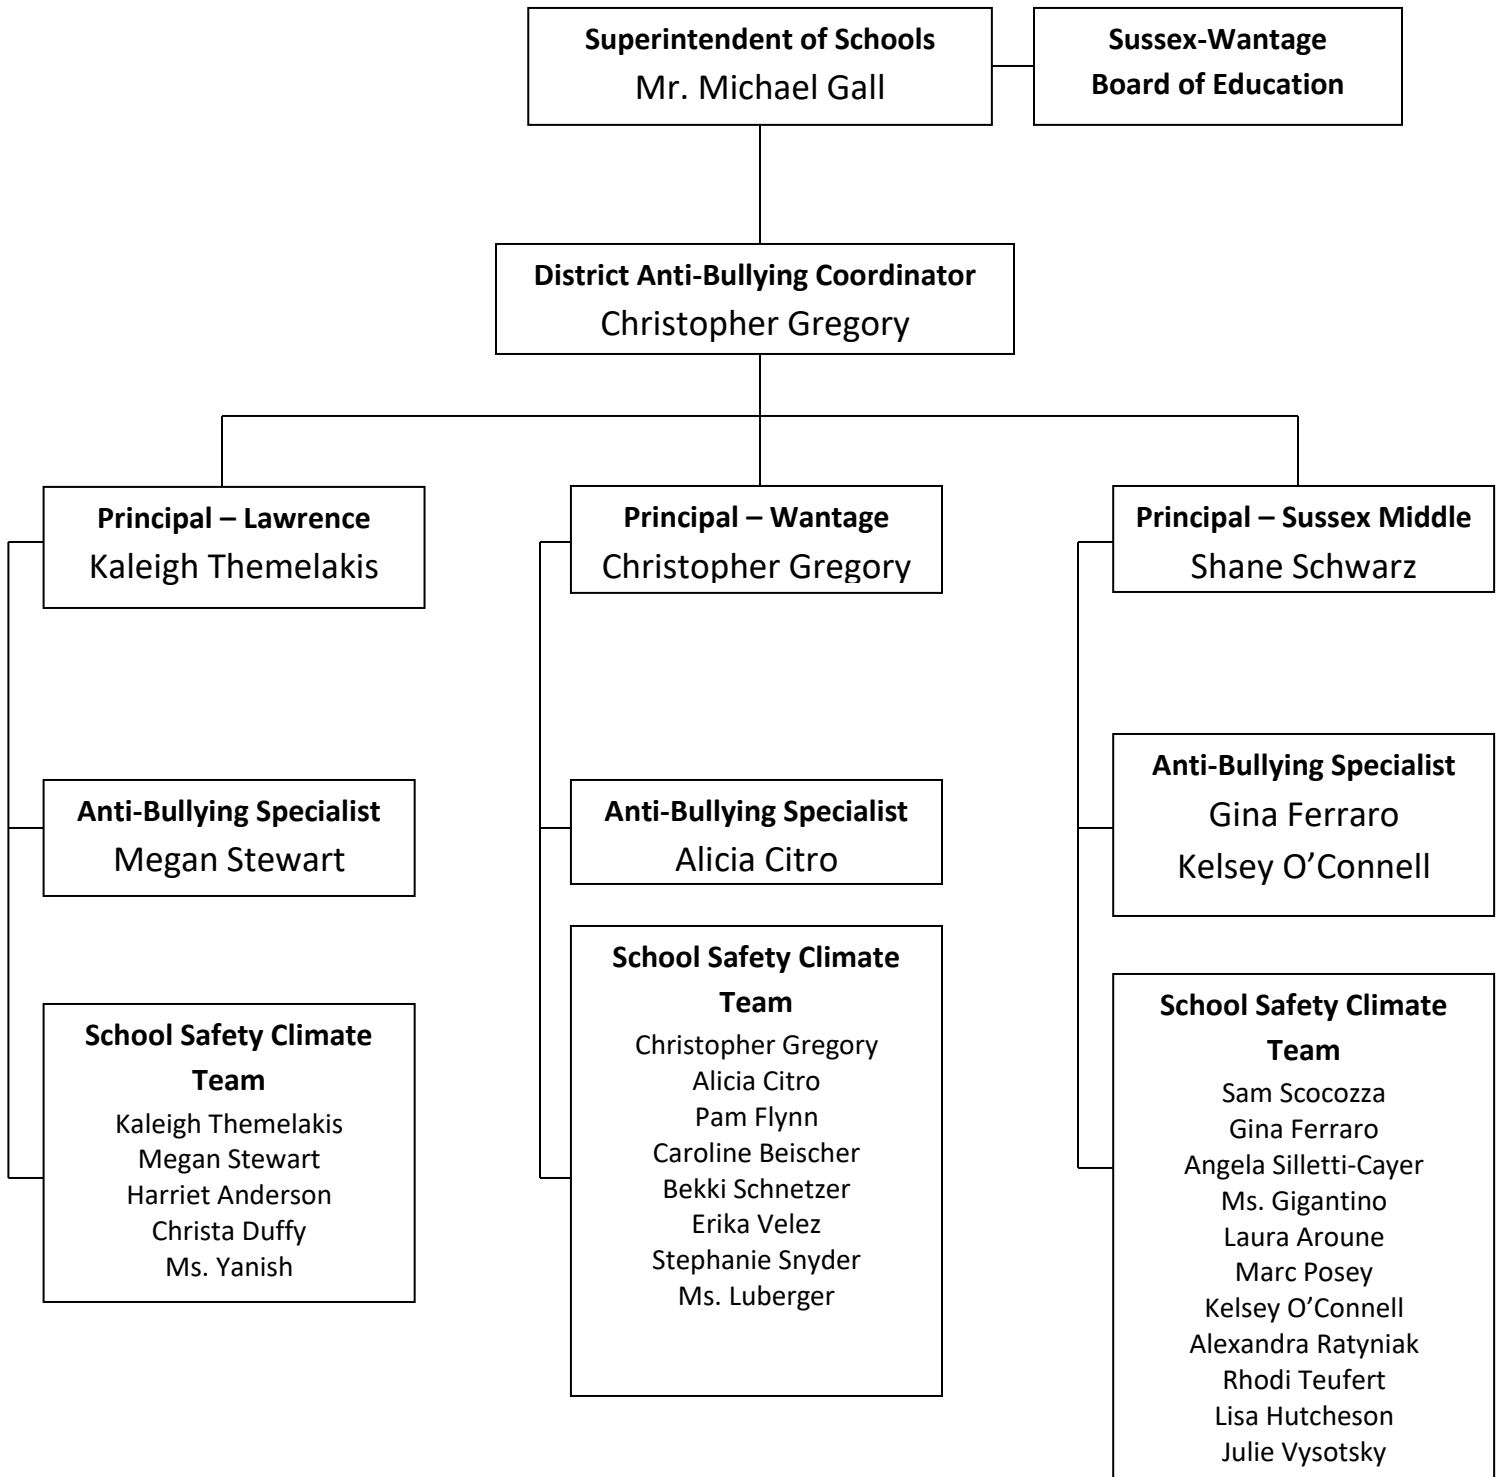 Superintendent of Schools
Mr. Michael Gall
Sussex-Wantage
Board of Education
District Anti-Bullying Coordinator
Christopher Gregory
Principal – Lawrence
Kaleigh Themelakis
Principal – Wantage
Christopher Gregory
Principal – Sussex Middle
Shane Schwarz
Anti-Bullying Specialist
Megan Stewart
Anti-Bullying Specialist
Alicia Citro
Anti-Bullying Specialist
Gina Ferraro
Kelsey O’Connell
School Safety Climate
Team
Kaleigh Themelakis
Megan Stewart
Harriet Anderson
Christa Duffy
Ms. Yanish
School Safety Climate
Team
Christopher Gregory
Alicia Citro
Pam Flynn
Caroline Beischer
Bekki Schnetzer
Erika Velez
Stephanie Snyder
Ms. Luberger
School Safety Climate
Team
Sam Scocozza
Gina Ferraro
Angela Silletti-Cayer
Ms. Gigantino
Laura Aroune
Marc Posey
Kelsey O’Connell
Alexandra Ratyniak
Rhodi Teufert
Lisa Hutcheson
Julie Vysotsky